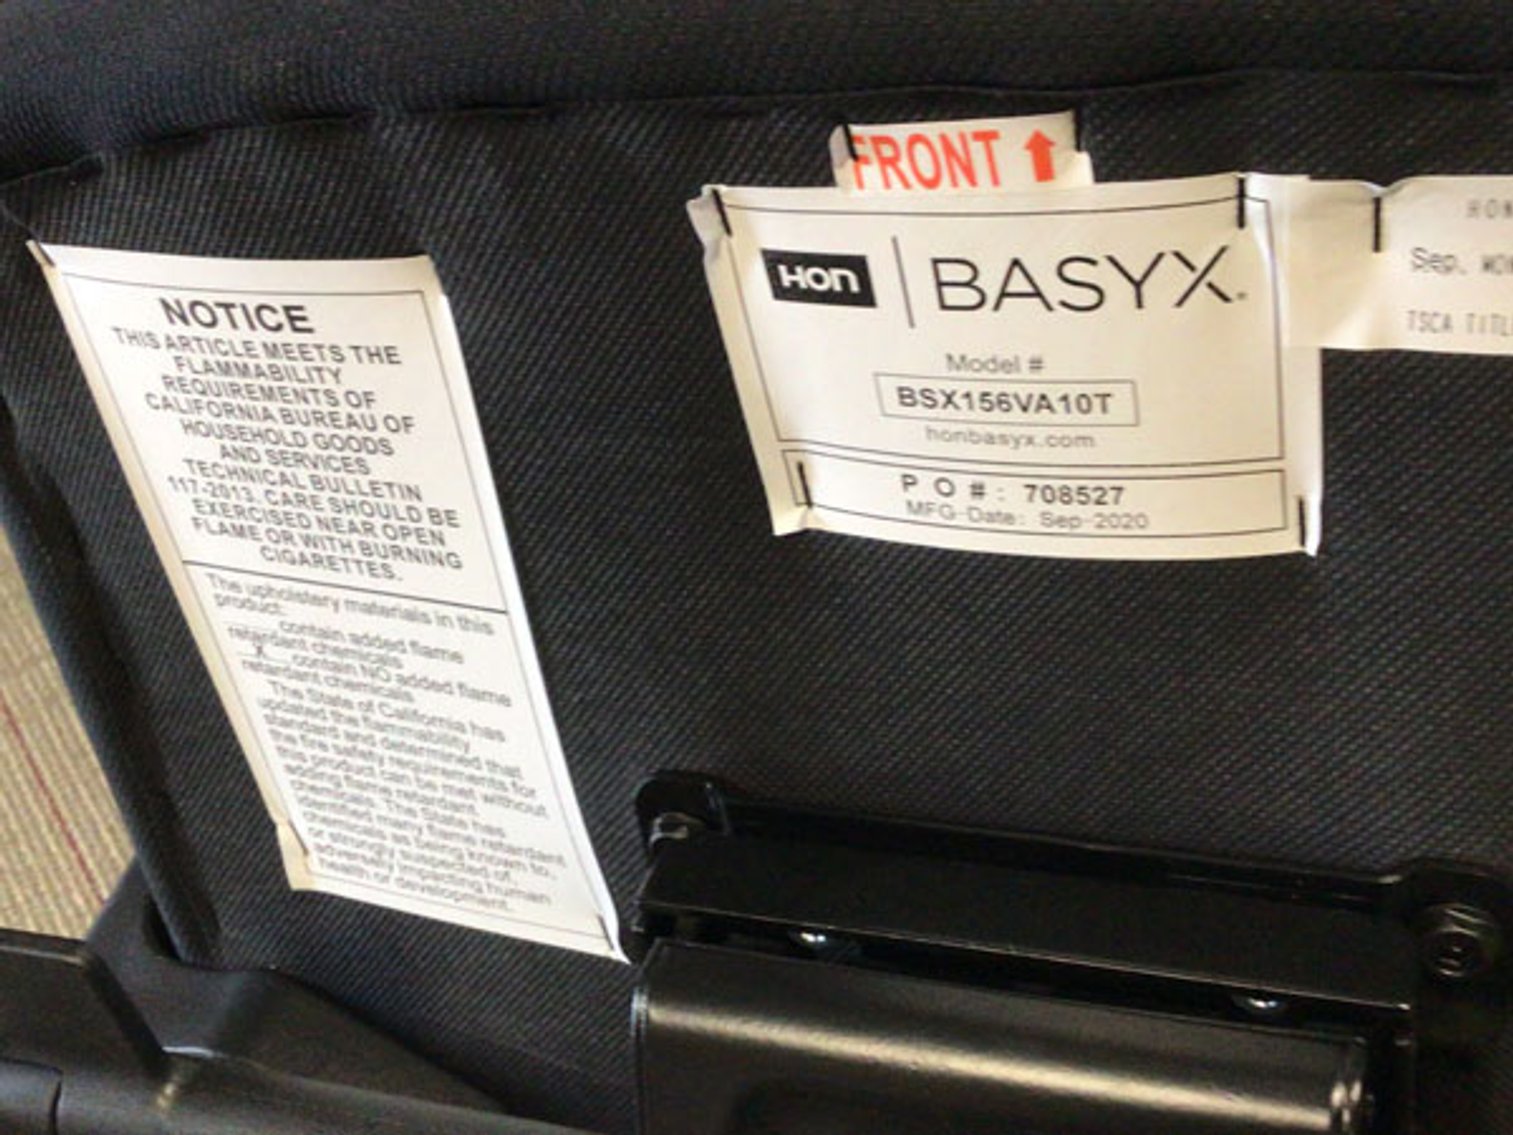 NOTICE
THIS ARTICLE MEETS THE
FLAMMABILITY
REQUIREMENTS OF
CALIFORNIA BUREAU OF
HOUSEHOLD GOODS
AND SERVICES
TECHNICAL BULLETIN
117-2013. CARE SHOULD BE
EXERCISED NEAR OPEN
FLAME OR WITH BURNING
CIGARETTES.
The upholstery materials in this
product:
contain added flame
retardant chemicals
X contain NO added flame
retardant chemicals
The State of California has
updated the flammability
standard and determined that
the fire safety requirements for
this product can be met without
adding flame retardant
chemicals. The State has
identified many flame retardant
chemicals as being known to,
or strongly suspected of,
adversely impacting human
health or development.
FRONT
HON BASYX
Model #
BSX156VA10T
honbasyx.com
P O #: 708527
MFG Date: Sep-2020
HON
Sep.
TSCA TITL